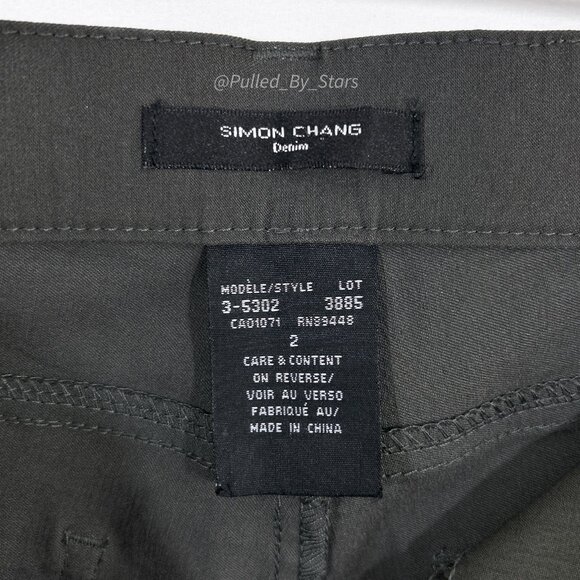 @Pulled_By_Stars
SIMON CHANG
Denim
MODÈLE/STYLE LOT
3-5302 3885
CA01071 RN99448
2
CARE & CONTENT
ON REVERSE/
VOIR AU VERSO
FABRIQUÉ AU/
MADE IN CHINA